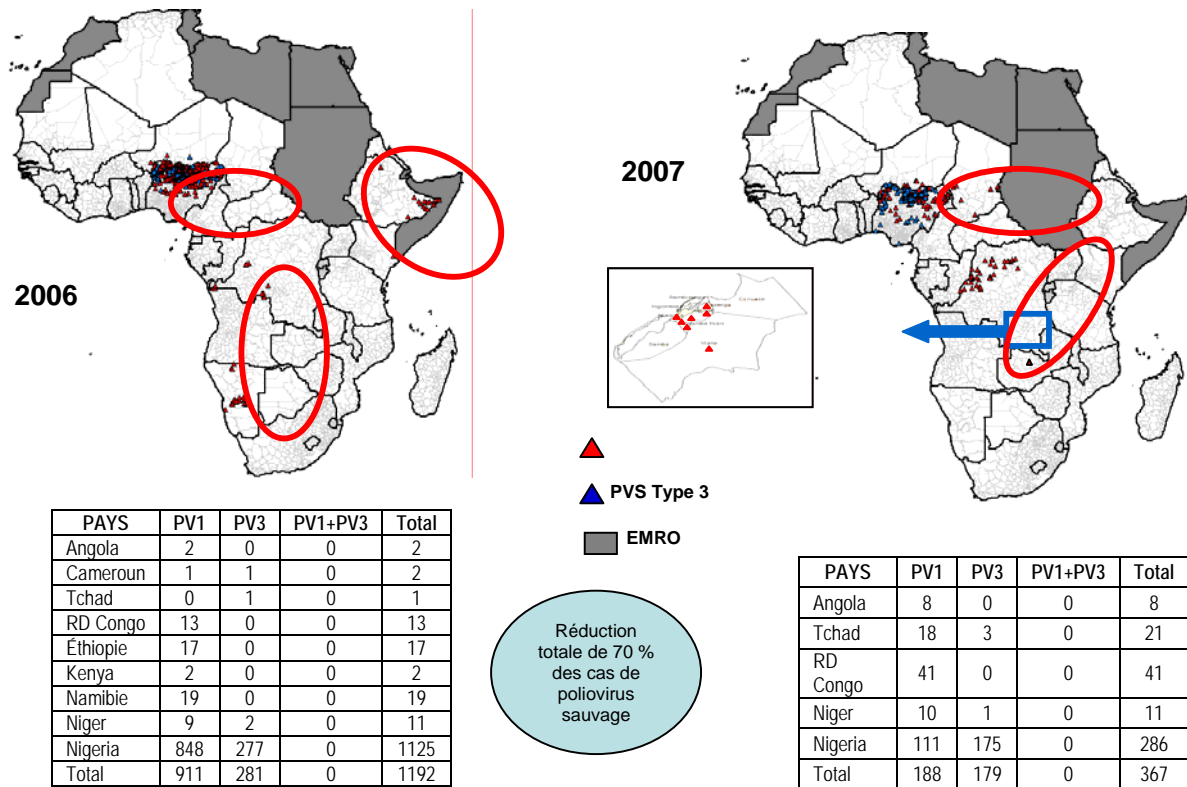 2006
2007
PVS Type 3
EMRO
PAYS PV1 PV3 PV1+PV3 Total
Angola 2 0 0 2
Cameroun 1 1 0 2
Tchad 0 1 0 1
RD Congo 13 0 0 13
Éthiopie 17 0 0 17
Kenya 2 0 0 2
Namibie 19 0 0 19
Niger 9 2 0 11
Nigeria 848 277 0 1125
Total 911 281 0 1192
Réduction
totale de 70 %
des cas de
poliovirus
sauvage
PAYS PV1 PV3 PV1+PV3 Total
Angola 8 0 0 8
Tchad 18 3 0 21
RD
Congo 41 0 0 41
Niger 10 1 0 11
Nigeria 111 175 0 286
Total 188 179 0 367